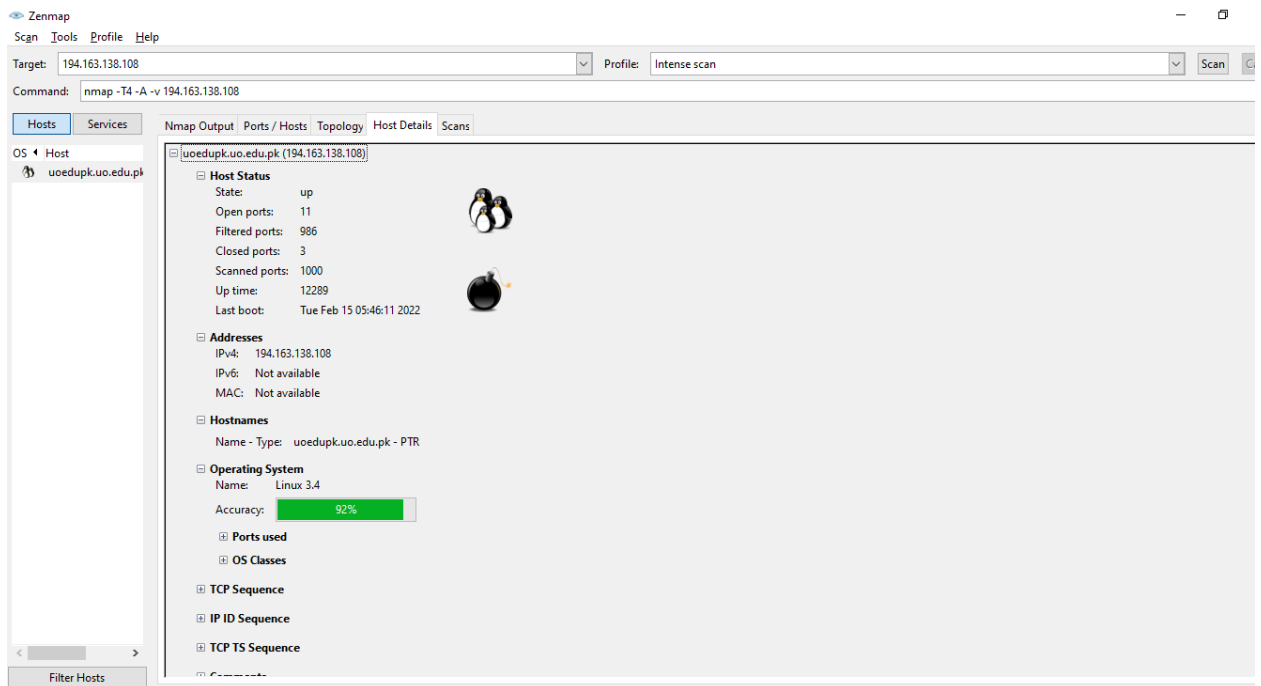 Zenmap
Scan Tools Profile Help
Target: 194.163.138.108 Profile: Intense scan Scan
Command: nmap -T4 -A -v 194.163.138.108
Hosts Services Nmap Output Ports / Hosts Topology Host Details Scans
OS Host
uoedupk.uo.edu.pk
uoedupk.uo.edu.pk (194.163.138.108)
Host Status
State: up
Open ports: 11
Filtered ports: 986
Closed ports: 3
Scanned ports: 1000
Up time: 12289
Last boot: Tue Feb 15 05:46:11 2022
Addresses
IPv4: 194.163.138.108
IPv6: Not available
MAC: Not available
Hostnames
Name - Type: uoedupk.uo.edu.pk - PTR
Operating System
Name: Linux 3.4
Accuracy: 92%
Ports used
OS Classes
TCP Sequence
IP ID Sequence
TCP TS Sequence
Filter Hosts